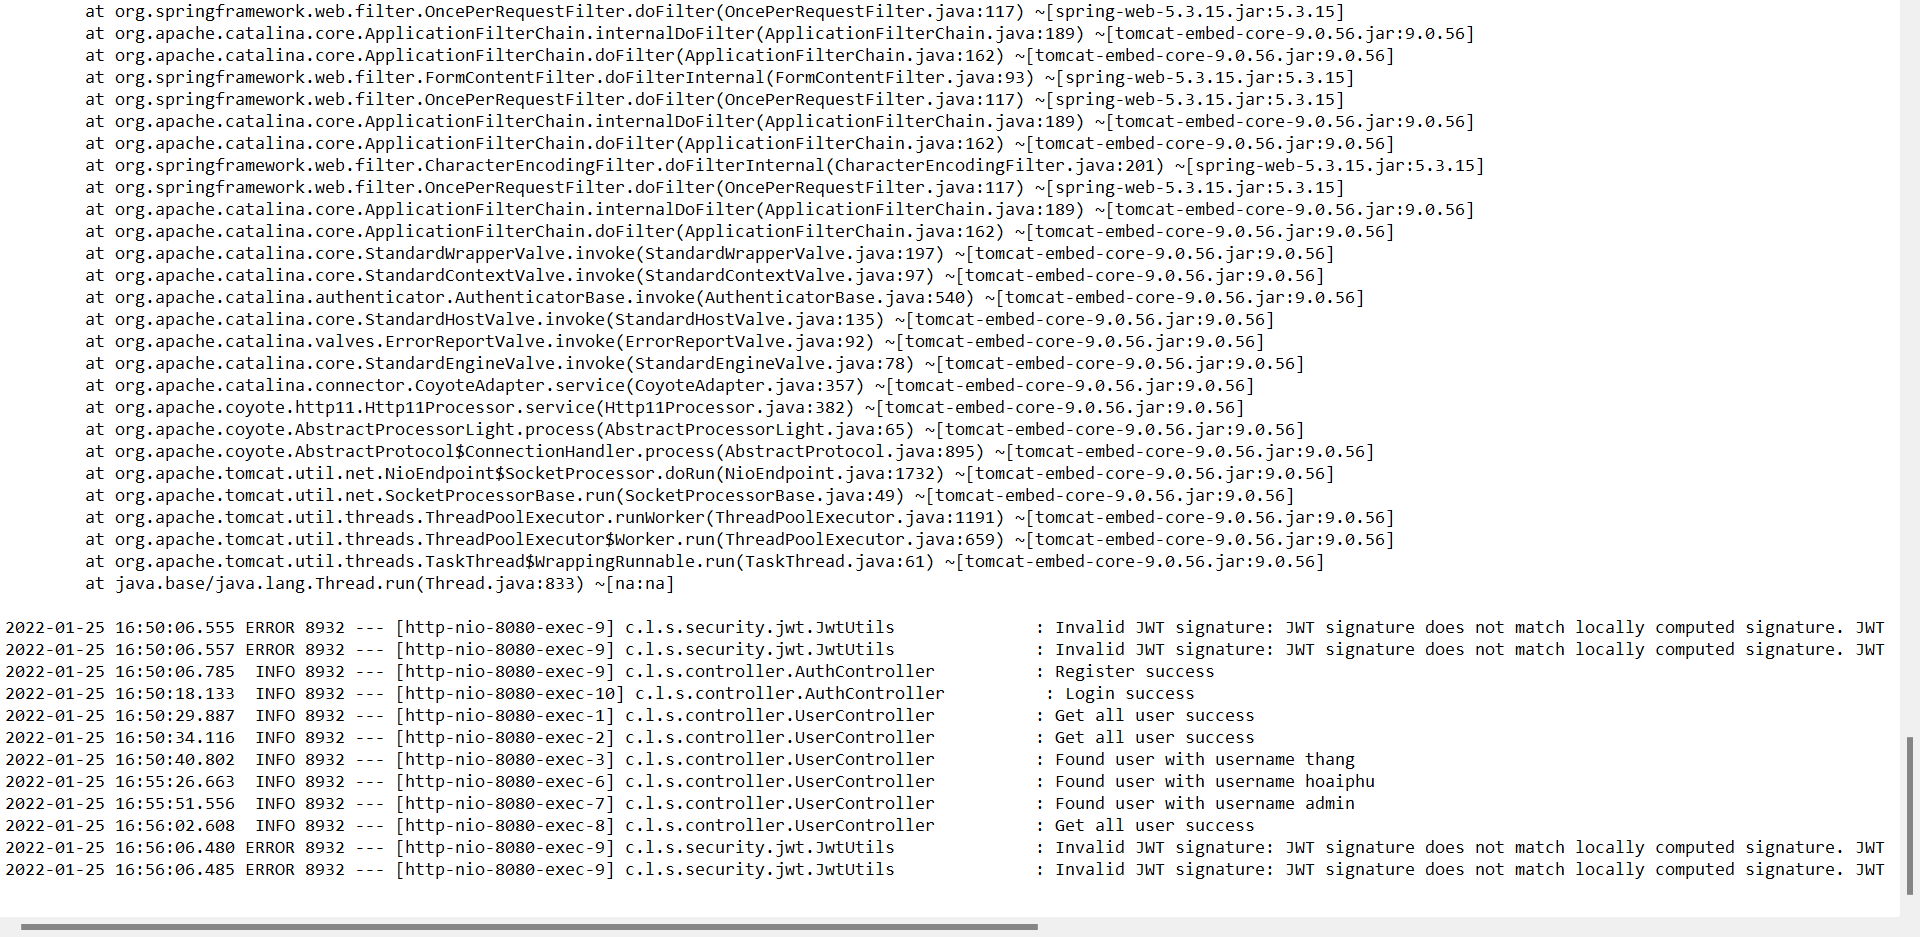 at org.springframework.web.filter.OncePerRequestFilter.doFilter(OncePerRequestFilter.java:117) ~[spring-web-5.3.15.jar:5.3.15]
at org.apache.catalina.core.ApplicationFilterChain.internalDoFilter(ApplicationFilterChain.java:189) ~[tomcat-embed-core-9.0.56.jar:9.0.56]
at org.apache.catalina.core.ApplicationFilterChain.doFilter(ApplicationFilterChain.java:162) ~[tomcat-embed-core-9.0.56.jar:9.0.56]
at org.springframework.web.filter.FormContentFilter.doFilterInternal(FormContentFilter.java:93) ~[spring-web-5.3.15.jar:5.3.15]
at org.springframework.web.filter.OncePerRequestFilter.doFilter(OncePerRequestFilter.java:117) ~[spring-web-5.3.15.jar:5.3.15]
at org.apache.catalina.core.ApplicationFilterChain.internalDoFilter(ApplicationFilterChain.java:189) ~[tomcat-embed-core-9.0.56.jar:9.0.56]
at org.apache.catalina.core.ApplicationFilterChain.doFilter(ApplicationFilterChain.java:162) ~[tomcat-embed-core-9.0.56.jar:9.0.56]
at org.springframework.web.filter.CharacterEncodingFilter.doFilterInternal(CharacterEncodingFilter.java:201) ~[spring-web-5.3.15.jar:5.3.15]
at org.springframework.web.filter.OncePerRequestFilter.doFilter(OncePerRequestFilter.java:117) ~[spring-web-5.3.15.jar:5.3.15]
at org.apache.catalina.core.ApplicationFilterChain.internalDoFilter(ApplicationFilterChain.java:189) ~[tomcat-embed-core-9.0.56.jar:9.0.56]
at org.apache.catalina.core.ApplicationFilterChain.doFilter(ApplicationFilterChain.java:162) ~[tomcat-embed-core-9.0.56.jar:9.0.56]
at org.apache.catalina.core.StandardWrapperValve.invoke(StandardWrapperValve.java:197) ~[tomcat-embed-core-9.0.56.jar:9.0.56]
at org.apache.catalina.core.StandardContextValve.invoke(StandardContextValve.java:97) ~[tomcat-embed-core-9.0.56.jar:9.0.56]
at org.apache.catalina.authenticator.AuthenticatorBase.invoke(AuthenticatorBase.java:540) ~[tomcat-embed-core-9.0.56.jar:9.0.56]
at org.apache.catalina.core.StandardHostValve.invoke(StandardHostValve.java:135) ~[tomcat-embed-core-9.0.56.jar:9.0.56]
at org.apache.catalina.valves.ErrorReportValve.invoke(ErrorReportValve.java:92) ~[tomcat-embed-core-9.0.56.jar:9.0.56]
at org.apache.catalina.core.StandardEngineValve.invoke(StandardEngineValve.java:78) ~[tomcat-embed-core-9.0.56.jar:9.0.56]
at org.apache.catalina.connector.CoyoteAdapter.service(CoyoteAdapter.java:357) ~[tomcat-embed-core-9.0.56.jar:9.0.56]
at org.apache.coyote.http11.Http11Processor.service(Http11Processor.java:382) ~[tomcat-embed-core-9.0.56.jar:9.0.56]
at org.apache.coyote.AbstractProcessorLight.process(AbstractProcessorLight.java:65) ~[tomcat-embed-core-9.0.56.jar:9.0.56]
at org.apache.coyote.AbstractProtocol$ConnectionHandler.process(AbstractProtocol.java:895) ~[tomcat-embed-core-9.0.56.jar:9.0.56]
at org.apache.tomcat.util.net.NioEndpoint$SocketProcessor.doRun(NioEndpoint.java:1732) ~[tomcat-embed-core-9.0.56.jar:9.0.56]
at org.apache.tomcat.util.net.SocketProcessorBase.run(SocketProcessorBase.java:49) ~[tomcat-embed-core-9.0.56.jar:9.0.56]
at org.apache.tomcat.util.threads.ThreadPoolExecutor.runWorker(ThreadPoolExecutor.java:1191) ~[tomcat-embed-core-9.0.56.jar:9.0.56]
at org.apache.tomcat.util.threads.ThreadPoolExecutor$Worker.run(ThreadPoolExecutor.java:659) ~[tomcat-embed-core-9.0.56.jar:9.0.56]
at org.apache.tomcat.util.threads.TaskThread$WrappingRunnable.run(TaskThread.java:61) ~[tomcat-embed-core-9.0.56.jar:9.0.56]
at java.base/java.lang.Thread.run(Thread.java:833) ~[na:na]
2022-01-25 16:50:06.555 ERROR 8932 --- [http-nio-8080-exec-9] c.l.s.security.jwt.JwtUtils : Invalid JWT signature: JWT signature does not match locally computed signature. JWT
2022-01-25 16:50:06.557 ERROR 8932 --- [http-nio-8080-exec-9] c.l.s.security.jwt.JwtUtils : Invalid JWT signature: JWT signature does not match locally computed signature. JWT
2022-01-25 16:50:06.785 INFO 8932 --- [http-nio-8080-exec-9] c.l.s.controller.AuthController : Register success
2022-01-25 16:50:18.133 INFO 8932 --- [http-nio-8080-exec-10] c.l.s.controller.AuthController : Login success
2022-01-25 16:50:29.887 INFO 8932 --- [http-nio-8080-exec-1] c.l.s.controller.UserController : Get all user success
2022-01-25 16:50:34.116 INFO 8932 --- [http-nio-8080-exec-2] c.l.s.controller.UserController : Get all user success
2022-01-25 16:50:40.802 INFO 8932 --- [http-nio-8080-exec-3] c.l.s.controller.UserController : Found user with username thang
2022-01-25 16:55:26.663 INFO 8932 --- [http-nio-8080-exec-6] c.l.s.controller.UserController : Found user with username hoaiphu
2022-01-25 16:55:51.556 INFO 8932 --- [http-nio-8080-exec-7] c.l.s.controller.UserController : Found user with username admin
2022-01-25 16:56:02.608 INFO 8932 --- [http-nio-8080-exec-8] c.l.s.controller.UserController : Get all user success
2022-01-25 16:56:06.480 ERROR 8932 --- [http-nio-8080-exec-9] c.l.s.security.jwt.JwtUtils : Invalid JWT signature: JWT signature does not match locally computed signature. JWT
2022-01-25 16:56:06.485 ERROR 8932 --- [http-nio-8080-exec-9] c.l.s.security.jwt.JwtUtils : Invalid JWT signature: JWT signature does not match locally computed signature. JWT